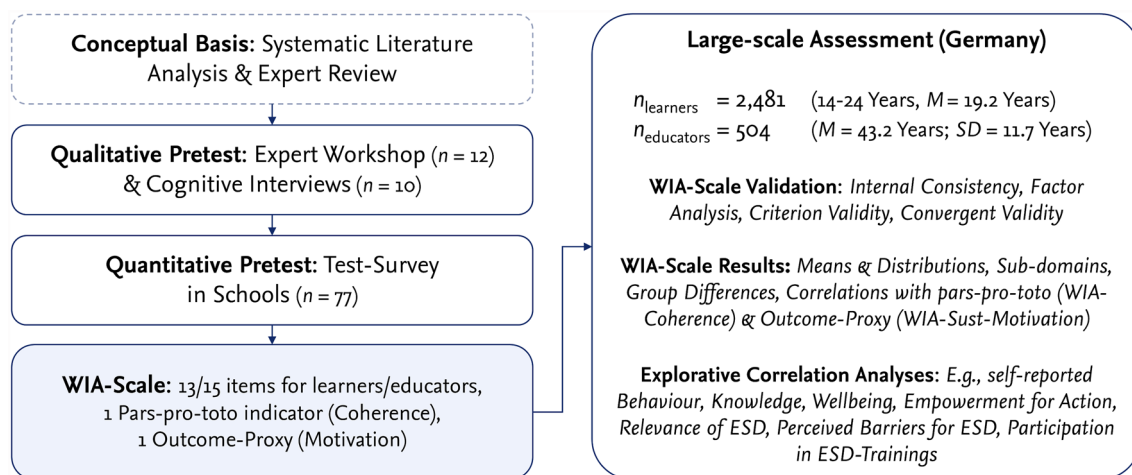 Conceptual Basis: Systematic Literature
Analysis & Expert Review
Qualitative Pretest: Expert Workshop (n = 12)
& Cognitive Interviews (n = 10)
Quantitative Pretest: Test-Survey
in Schools (n = 77)
WIA-Scale: 13/15 items for learners/educators,
1 Pars-pro-toto indicator (Coherence),
1 Outcome-Proxy (Motivation)
Large-scale Assessment (Germany)
nlearners = 2,481 (14-24 Years, M = 19.2 Years)
neducators = 504 (M = 43.2 Years; SD = 11.7 Years)
WIA-Scale Validation: Internal Consistency, Factor
Analysis, Criterion Validity, Convergent Validity
WIA-Scale Results: Means & Distributions, Sub-domains,
Group Differences, Correlations with pars-pro-toto (WIA-
Coherence) & Outcome-Proxy (WIA-Sust-Motivation)
Explorative Correlation Analyses: E.g., self-reported
Behaviour, Knowledge, Wellbeing, Empowerment for Action,
Relevance of ESD, Perceived Barriers for ESD, Participation
in ESD-Trainings